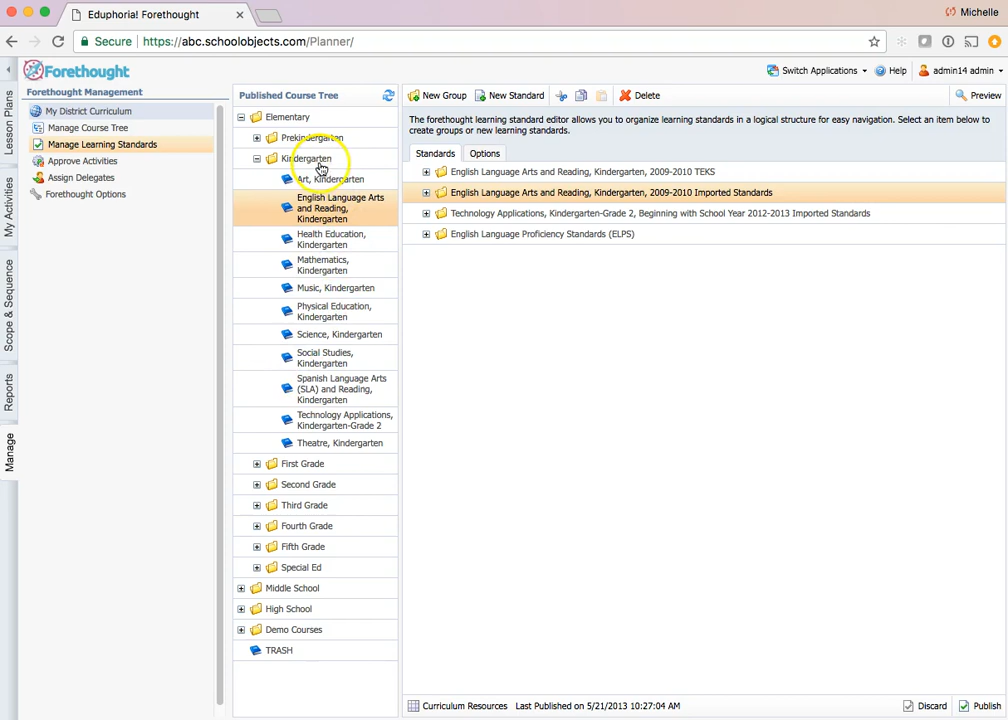 Eduphoria! Forethought
Michelle
Secure
https://abc.schoolobjects.com/Planner/
Forethought
Switch Applications
Help
admin14 admin
Forethought Management
My District Curriculum
Manage Course Tree
Manage Learning Standards
Approve Activities
Assign Delegates
Forethought Options
Lesson Plans
My Activities
Scope & Sequence
Reports
Manage
Published Course Tree
Elementary
Prekindergarten
Kindergarten
Art, Kindergarten
English Language Arts
and Reading,
Kindergarten
Health Education,
Kindergarten
Mathematics,
Kindergarten
Music, Kindergarten
Physical Education,
Kindergarten
Science, Kindergarten
Social Studies,
Kindergarten
Spanish Language Arts
(SLA) and Reading,
Kindergarten
Technology Applications,
Kindergarten-Grade 2
Theatre, Kindergarten
First Grade
Second Grade
Third Grade
Fourth Grade
Fifth Grade
Special Ed
Middle School
High School
Demo Courses
TRASH
New Group
New Standard
Delete
Preview
The forethought learning standard editor allows you to organize learning standards in a logical structure for easy navigation. Select an item below to
create groups or new learning standards.
Standards
Options
English Language Arts and Reading, Kindergarten, 2009-2010 TEKS
English Language Arts and Reading, Kindergarten, 2009-2010 Imported Standards
Technology Applications, Kindergarten-Grade 2, Beginning with School Year 2012-2013 Imported Standards
English Language Proficiency Standards (ELPS)
Curriculum Resources
Last Published on 5/21/2013 10:27:04 AM
Discard
Publish